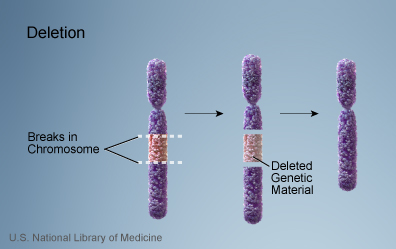 Deletion
Breaks in
Chromosome
Deleted
Genetic
Material
U.S. National Library of Medicine